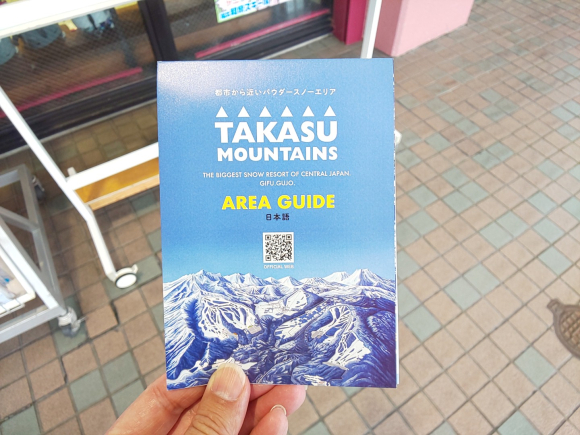 都市から近いパウダースノーエリア
TAKASU
MOUNTAINS
THE BIGGEST SNOW RESORT OF CENTRAL JAPAN
GIFU GUJO.
AREA GUIDE
日本語
OFFICIAL WEB